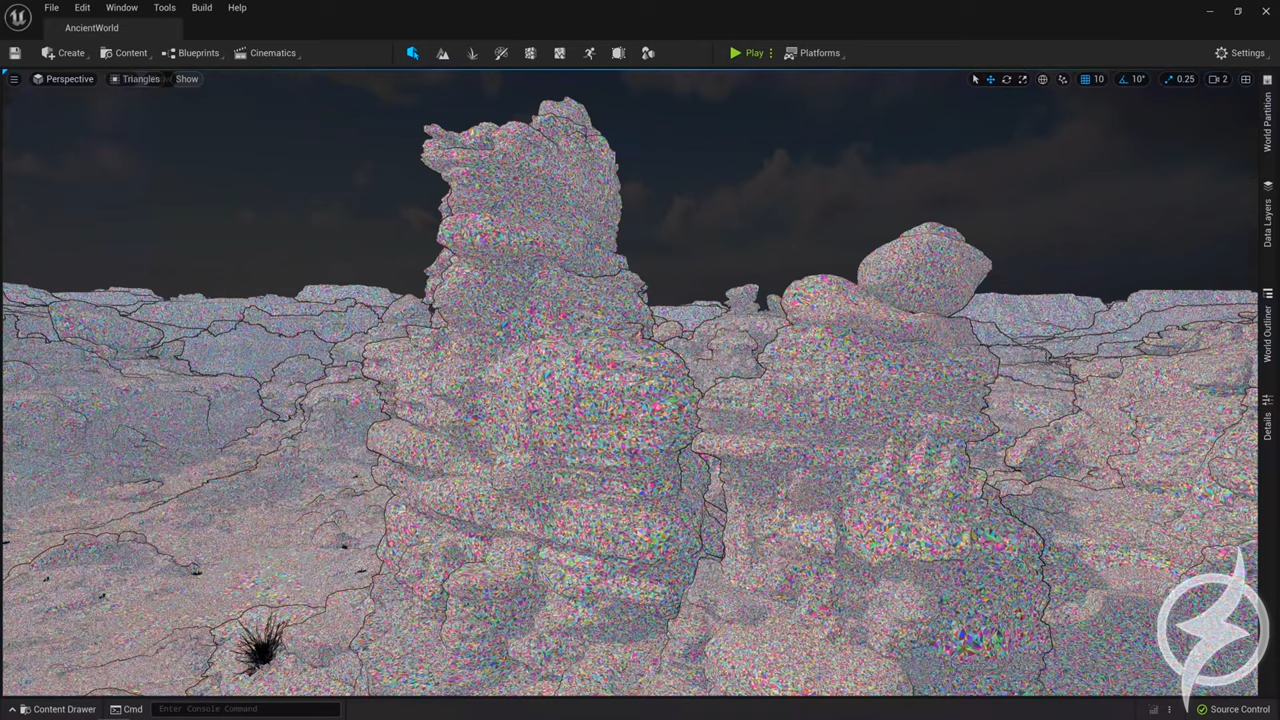 File Edit Window Tools Build Help
AncientWorld
Create Content Blueprints Cinematics Play Platforms Settings
Perspective Triangles Show 10 10° 0.25 2
World Partition
Data Layers
World Outliner
Details
Content Drawer Cmd Enter Console Command Source Control